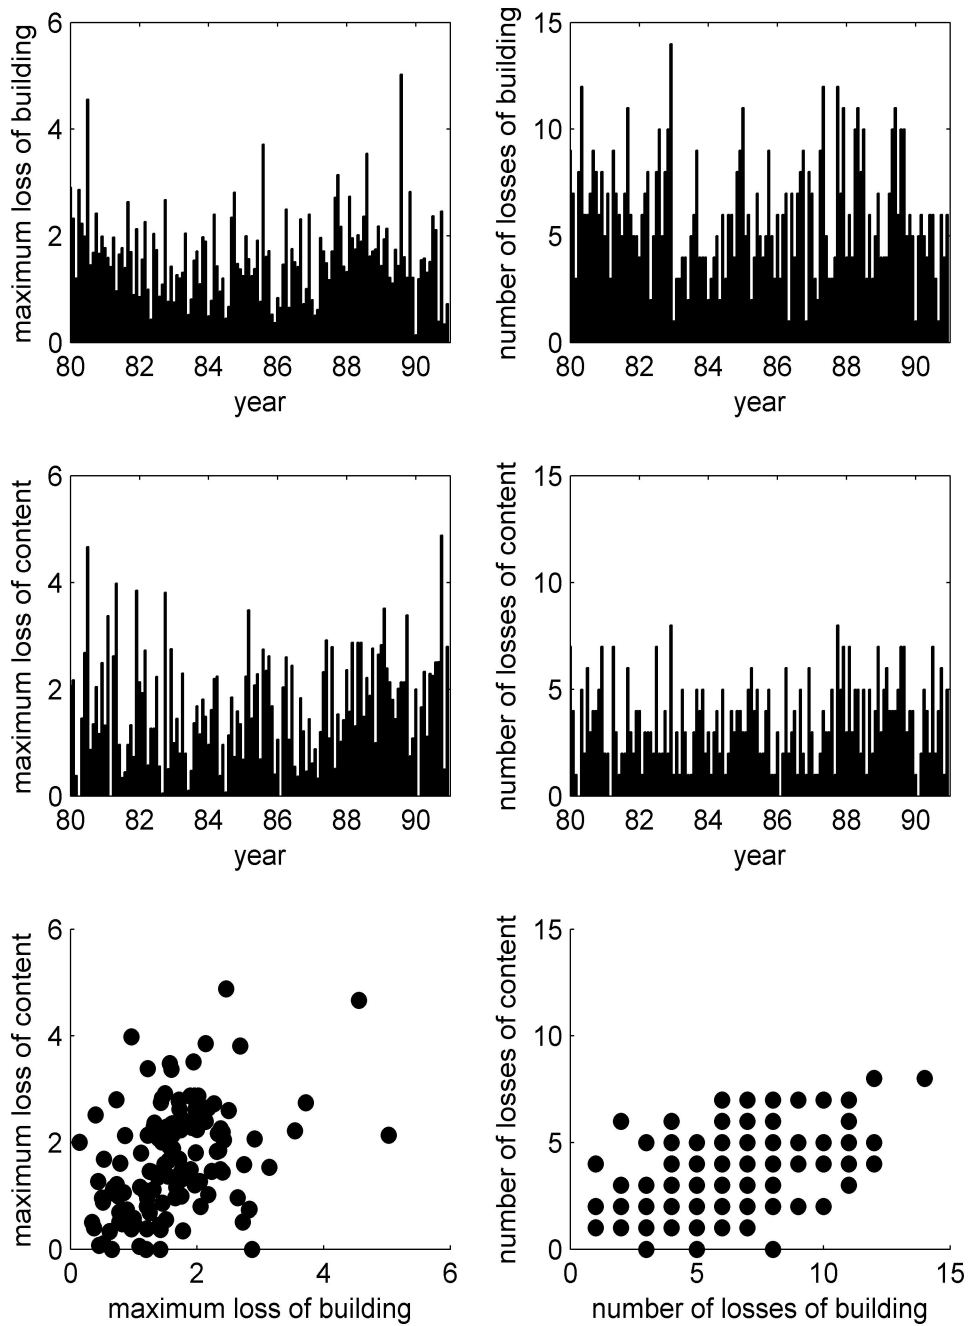 maximum loss of building
6
4
2
0
80 82 84 86 88 90
year
number of losses of building
15
10
5
0
80 82 84 86 88 90
year
maximum loss of content
6
4
2
0
80 82 84 86 88 90
year
number of losses of content
15
10
5
0
80 82 84 86 88 90
year
maximum loss of content
6
4
2
0
0 2 4 6
maximum loss of building
number of losses of content
15
10
5
0
0 5 10 15
number of losses of building